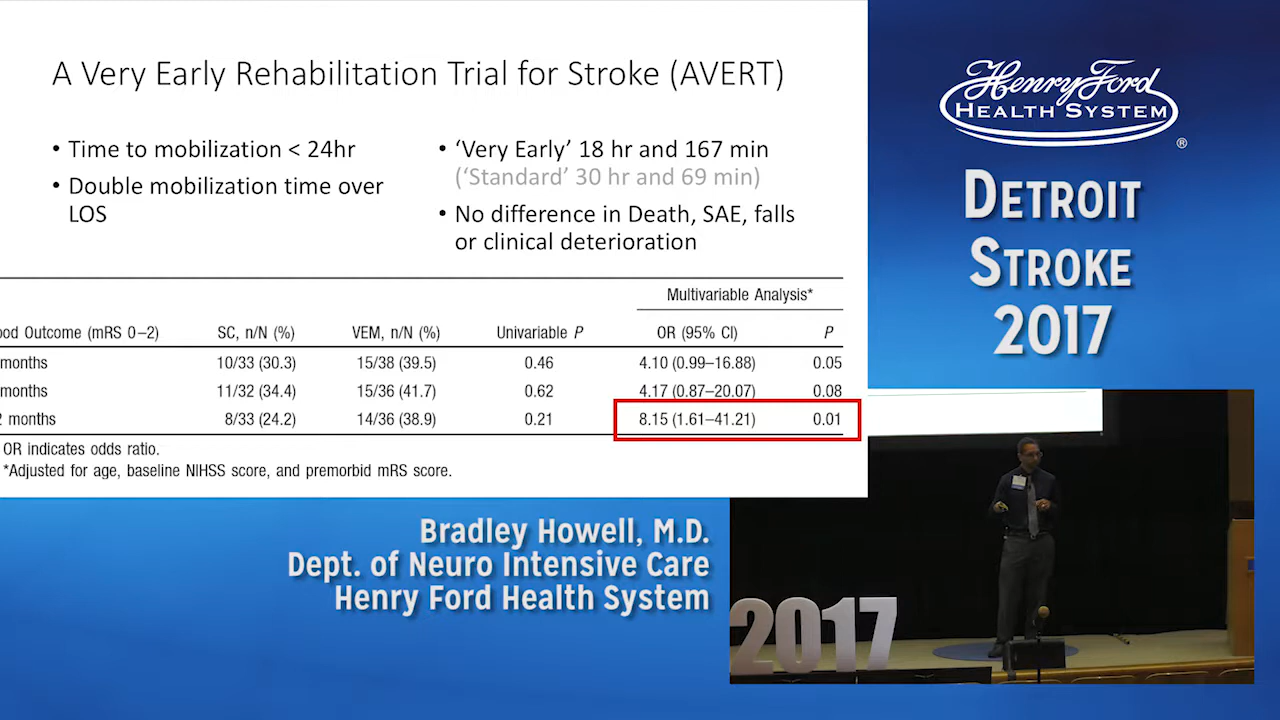 A Very Early Rehabilitation Trial for Stroke (AVERT)
• Time to mobilization < 24hr
• Double mobilization time over
LOS
• ‘Very Early’ 18 hr and 167 min
(‘Standard’ 30 hr and 69 min)
• No difference in Death, SAE, falls
or clinical deterioration
Multivariable Analysis*
ood Outcome (mRS 0–2) SC, n/N (%) VEM, n/N (%) Univariable P OR (95% CI) P
months 10/33 (30.3) 15/38 (39.5) 0.46 4.10 (0.99–16.88) 0.05
months 11/32 (34.4) 15/36 (41.7) 0.62 4.17 (0.87–20.07) 0.08
2 months 8/33 (24.2) 14/36 (38.9) 0.21 8.15 (1.61–41.21) 0.01
OR indicates odds ratio.
*Adjusted for age, baseline NIHSS score, and premorbid mRS score.
Henry Ford
HEALTH SYSTEM
®
DETROIT
STROKE
2017
Bradley Howell, M.D.
Dept. of Neuro Intensive Care
Henry Ford Health System
2017